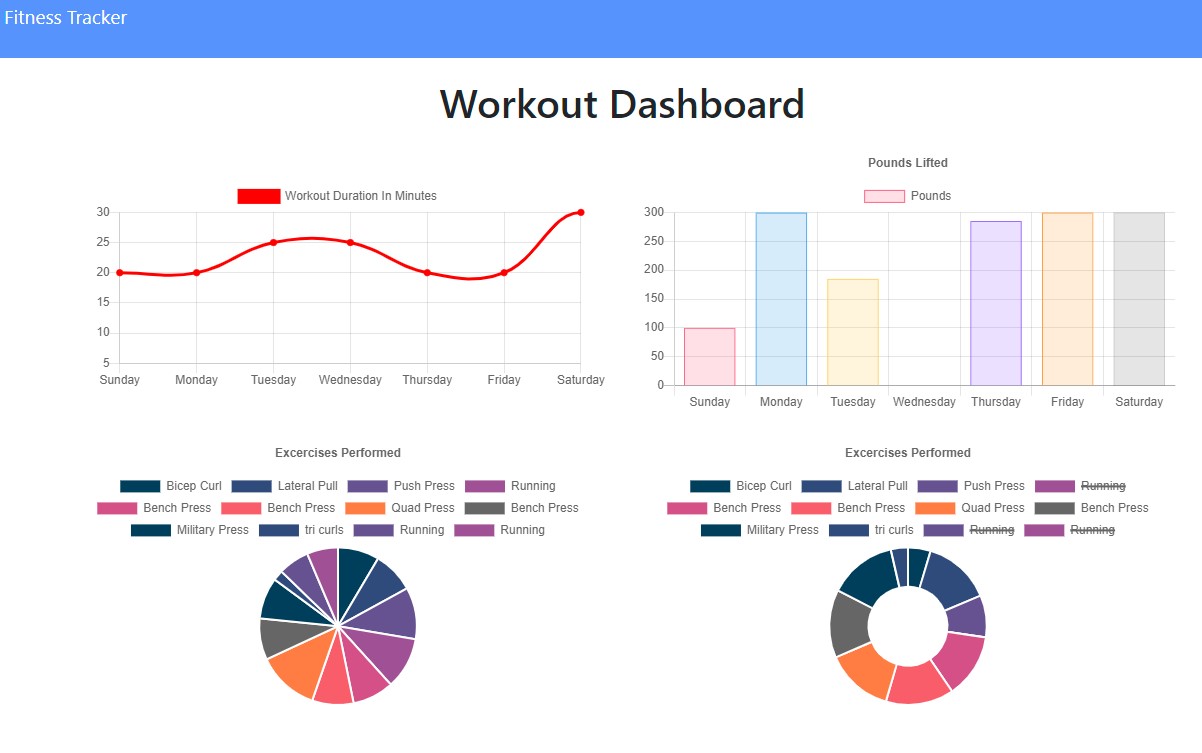 Fitness Tracker
Workout Dashboard
Workout Duration In Minutes
30
25
20
15
10
5
Sunday Monday Tuesday Wednesday Thursday Friday Saturday
Pounds Lifted
Pounds
300
250
200
150
100
50
0
Sunday Monday Tuesday Wednesday Thursday Friday Saturday
Excercises Performed
Bicep Curl Lateral Pull Push Press Running
Bench Press Bench Press Quad Press Bench Press
Military Press tri curls Running Running
Excercises Performed
Bicep Curl Lateral Pull Push Press Running
Bench Press Bench Press Quad Press Bench Press
Military Press tri curls Running Running